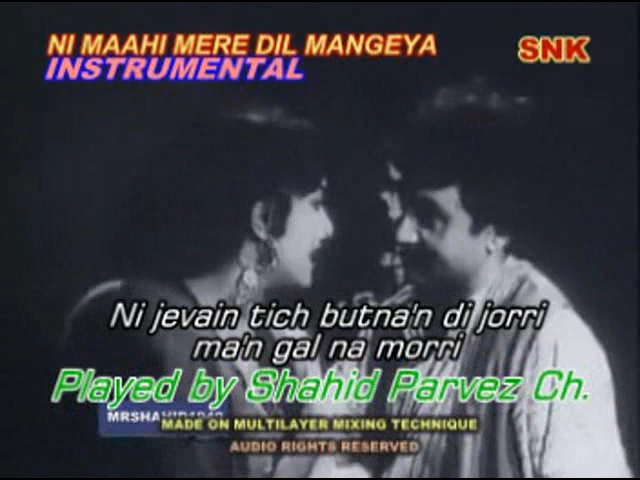 NI MAAHI MERE DIL MANGEYA
SNK
INSTRUMENTAL
Ni jevain tich butna'n di jorri
ma'n gal na morri
Played by Shahid Parvez Ch.
MADE ON MULTILAYER MIXING TECHNIQUE
AUDIO RIGHTS RESERVED